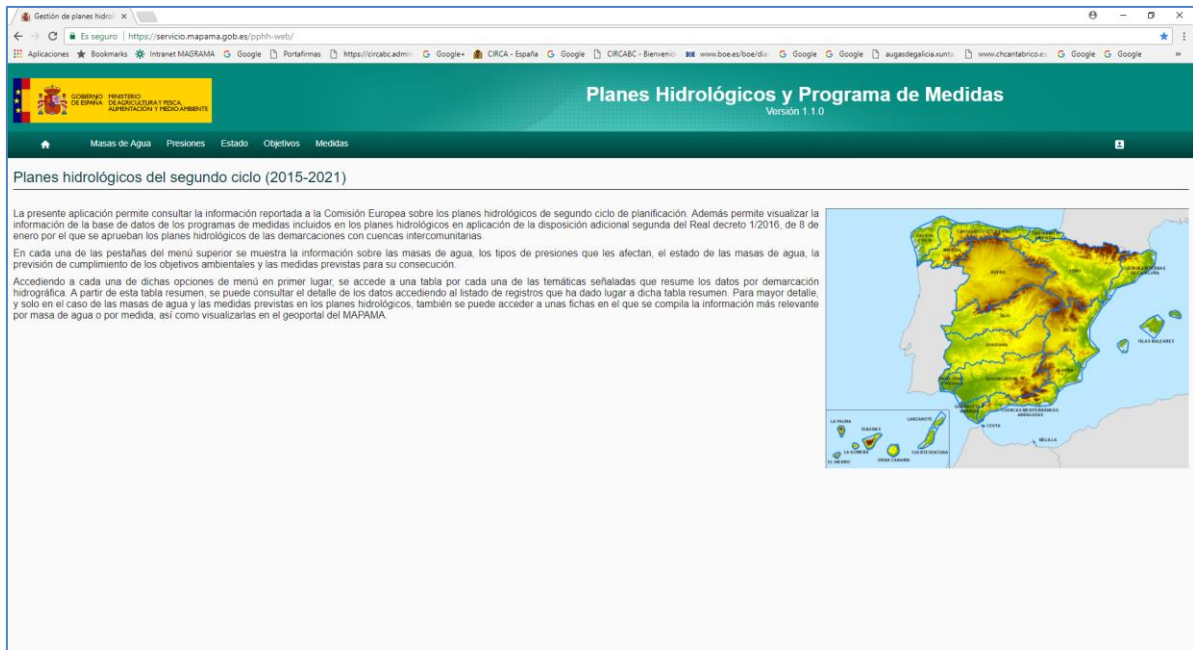 Gestión de planes hidrol
Es seguro | https://servicio.mapama.gob.es/pphh-web/
Aplicaciones Bookmarks Intranet MAGRAMA Google Portafirmas https://circabc.admin Google+ CIRCA - España CIRCABC - Bienveni www.boe.es/boe/dia Google Google augasdegalicia.xunta www.chcantabrico.es Google Google
GOBIERNO DE ESPAÑA MINISTERIO DE AGRICULTURA Y PESCA, ALIMENTACIÓN Y MEDIO AMBIENTE
Planes Hidrológicos y Programa de Medidas
Versión 1.1.0
Masas de Agua Presiones Estado Objetivos Medidas
Planes hidrológicos del segundo ciclo (2015-2021)
La presente aplicación permite consultar la información reportada a la Comisión Europea sobre los planes hidrológicos de segundo ciclo de planificación. Además permite visualizar la
información de la base de datos de los programas de medidas incluidos en los planes hidrológicos en aplicación de la disposición adicional segunda del Real decreto 1/2016, de 8 de
enero por el que se aprueban los planes hidrológicos de las demarcaciones con cuencas intercomunitarias.
En cada una de las pestañas del menú superior se muestra la información sobre las masas de agua, los tipos de presiones que les afectan, el estado de las masas de agua, la
previsión de cumplimiento de los objetivos ambientales y las medidas previstas para su consecución.
Accediendo a cada una de dichas opciones de menú en primer lugar, se accede a una tabla por cada una de las temáticas señaladas que resume los datos por demarcación
hidrográfica. A partir de esta tabla resumen, se puede consultar el detalle de los datos accediendo al listado de registros que ha dado lugar a dicha tabla resumen. Para mayor detalle,
y solo en el caso de las masas de agua y las medidas previstas en los planes hidrológicos, también se puede acceder a unas fichas en el que se compila la información más relevante
por masa de agua o por medida, así como visualizarlas en el geoportal del MAPAMA.
DUERO
EBRO
TAJO
ISLAS BALEARES
GUADIANA
CUENCAS MEDITERRÁNEAS
ANDALUZAS
CEUTA
MELILLA
LA PALMA
TENERIFE
LANZAROTE
LA GOMERA
EL HIERRO
GRAN CANARIA
FUERTEVENTURA